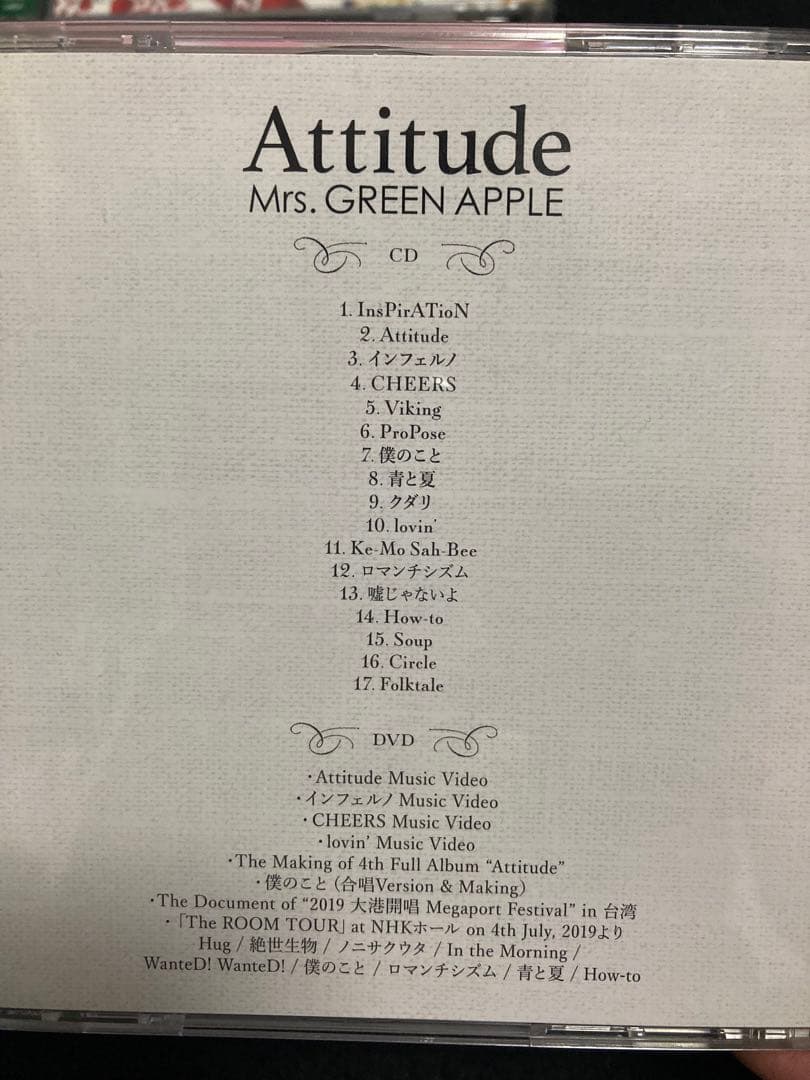 Attitude
Mrs. GREEN APPLE
CD
1. InsPirATioN
2. Attitude
3. インフェルノ
4. CHEERS
5. Viking
6. ProPose
7. 僕のこと
8. 青と夏
9. クダリ
10. lovin'
11. Ke-Mo Sah-Bee
12. ロマンチシズム
13. 嘘じゃないよ
14. How-to
15. Soup
16. Circle
17. Folktale
DVD
・Attitude Music Video
・インフェルノ Music Video
・CHEERS Music Video
・lovin' Music Video
・The Making of 4th Full Album “Attitude”
・僕のこと (合唱Version & Making)
・The Document of “2019 大港開唱 Megaport Festival” in 台湾
・「The ROOM TOUR」 at NHKホール on 4th July, 2019より
Hug / 絶世生物 / ノニサクウタ / In the Morning /
WanteD! WanteD! / 僕のこと / ロマンチシズム / 青と夏 / How-to